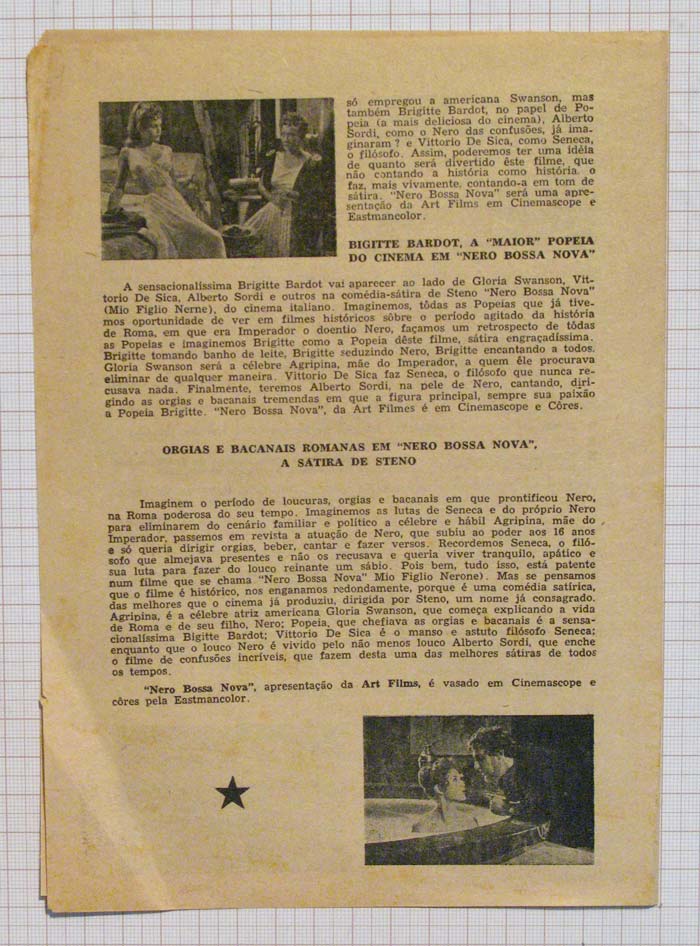 só empregou a americana Swanson, mas
também Brigitte Bardot, no papel de Po-
peia (a mais deliciosa do cinema), Alberto
Sordi, como o Nero das confusões, já ima-
ginaram ? e Vittorio De Sica, como Seneca,
o filósofo. Assim, poderemos ter uma idéia
de quanto será divertido êste filme, que
não contando a história como história, o
faz, mais vivamente, contando-a em tom de
sátira. "Nero Bossa Nova" será uma apre-
sentação da Art Films em Cinemascope e
Eastmancolor.
BIGITTE BARDOT, A "MAIOR" POPEIA
DO CINEMA EM "NERO BOSSA NOVA"
A sensacionalíssima Brigitte Bardot vai aparecer ao lado de Gloria Swanson, Vit-
torio De Sica, Alberto Sordi e outros na comédia-sátira de Steno "Nero Bossa Nova"
(Mio Figlio Nerne), do cinema italiano. Imaginemos, tôdas as Popeias que já tive-
mos oportunidade de ver em filmes históricos sôbre o período agitado da história
de Roma, em que era Imperador o doentio Nero, façamos um retrospecto de tôdas
as Popeias e imaginemos Brigite como a Popeia dêste filme, sátira engraçadíssima.
Brigite tomando banho de leite, Brigite seduzindo Nero, Brigite encantando a todos.
Gloria Swanson será a célebre Agripina, mãe do Imperador, a quem êle procurava
eliminar de qualquer maneira. Vittorio De Sica faz Seneca, o filósofo que nunca re-
cusava nada. Finalmente, teremos Alberto Sordi, na pele de Nero, cantando, diri-
gindo as orgias e bacanais tremendas em que a figura principal, sempre sua paixão
a Popeia Brigite. "Nero Bossa Nova", da Art Filmes é em Cinemascope e Côres.
ORGIAS E BACANAIS ROMANAS EM "NERO BOSSA NOVA",
A SÁTIRA DE STENO
Imaginem o período de loucuras, orgias e bacanais em que prontificou Nero,
na Roma poderosa do seu tempo. Imaginemos as lutas de Seneca e do próprio Nero
para eliminarem do cenário familiar e político a célebre e hábil Agripina, mãe do
Imperador, passemos em revista a atuação de Nero, que subiu ao poder aos 16 anos
e só queria dirigir orgias, beber, cantar e fazer versos. Recordemos Seneca, o filó-
sofo que almejava presentes e não os recusava e queria viver tranquilo, apático e
sua luta para fazer do louco reinante um sábio. Pois bem, tudo isso, está patente
num filme que se chama "Nero Bossa Nova" Mio Figlio Nerone). Mas se pensamos
que o filme é histórico, nos enganamos redondamente, porque é uma comédia satírica,
das melhores que o cinema já produziu, dirigida por Steno, um nome já consagrado.
Agripina, é a célebre atriz americana Gloria Swanson, que começa explicando a vida
de Roma e de seu filho, Nero; Popeia, que chefiava as orgias e bacanais é a sensa-
cionalíssima Bigitte Bardot; Vittorio De Sica é o manso e astuto filósofo Seneca;
enquanto que o louco Nero é vivido pelo não menos louco Alberto Sordi, que enche
o filme de confusões incríveis, que fazem desta uma das melhores sátiras de todos
os tempos.
"Nero Bossa Nova", apresentação da Art Films, é vasado em Cinemascope e
côres pela Eastmancolor.